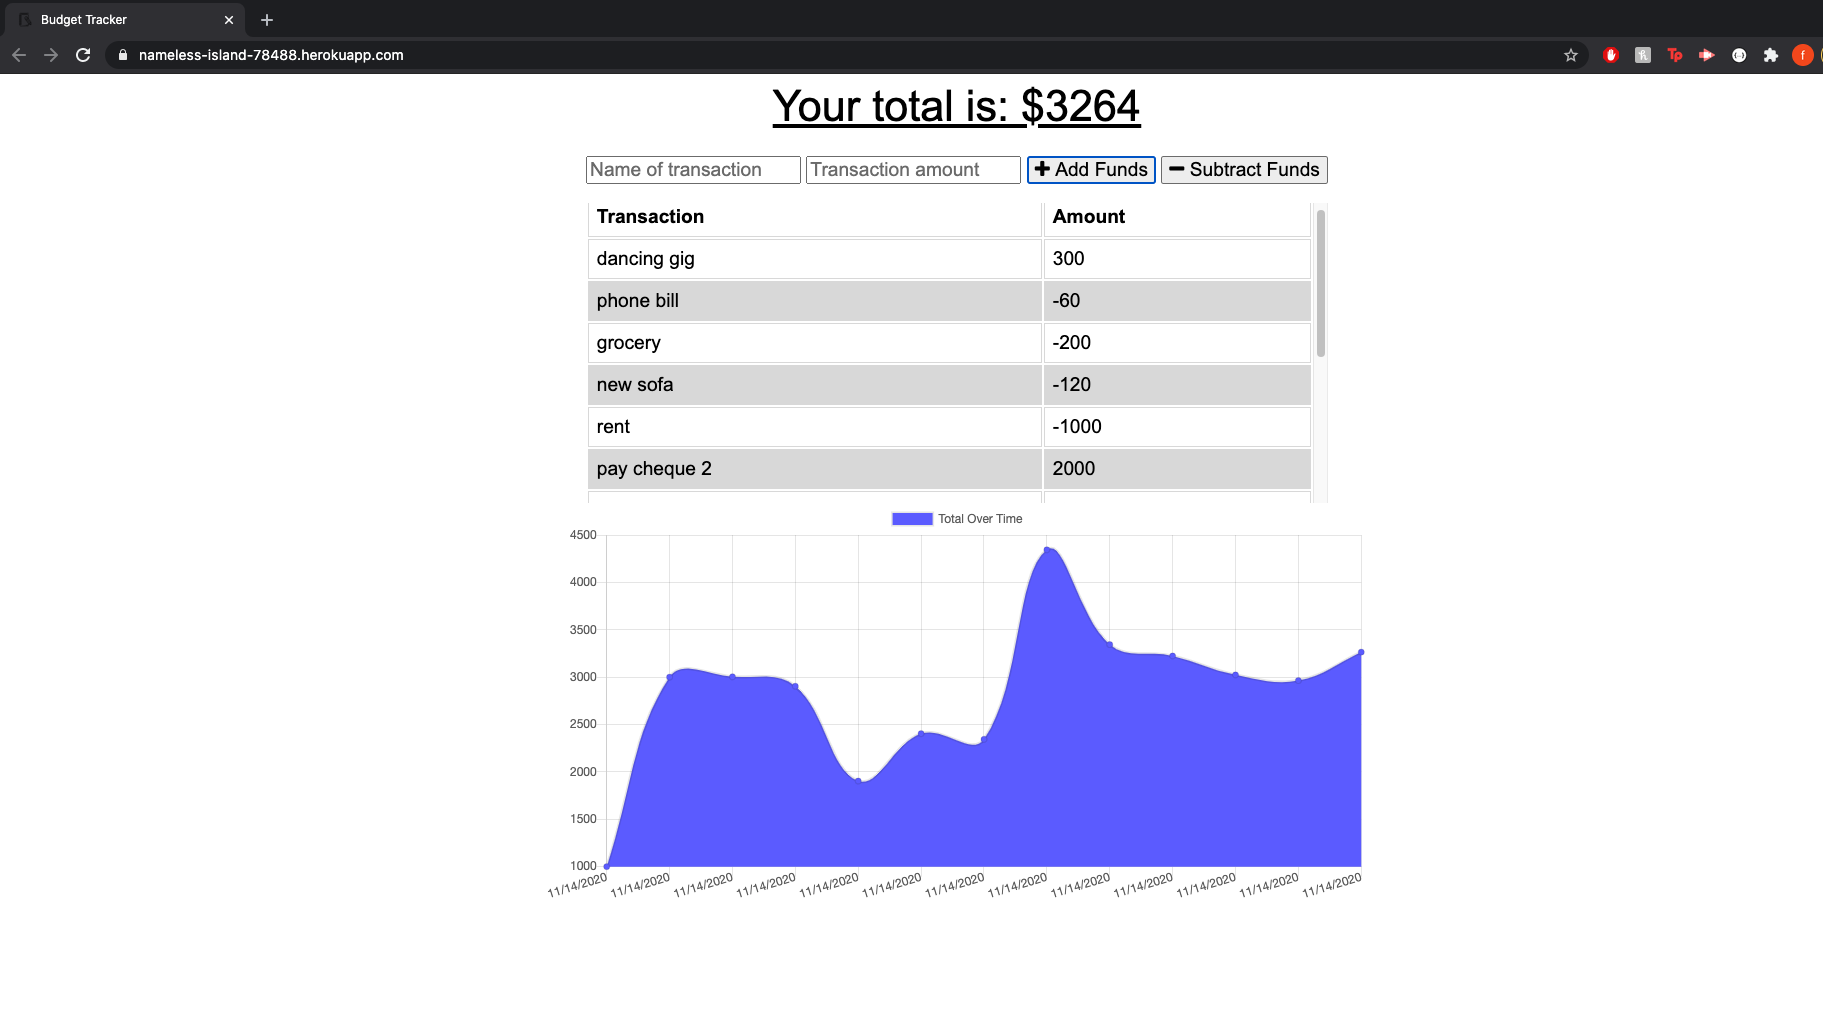 Budget Tracker
nameless-island-78488.herokuapp.com
Tp
f
Your total is: $3264
Name of transaction Transaction amount Add Funds Subtract Funds
Transaction Amount
dancing gig 300
phone bill -60
grocery -200
new sofa -120
rent -1000
pay cheque 2 2000
Total Over Time
4500
4000
3500
3000
2500
2000
1500
1000
11/14/2020 11/14/2020 11/14/2020 11/14/2020 11/14/2020 11/14/2020 11/14/2020 11/14/2020 11/14/2020 11/14/2020 11/14/2020 11/14/2020 11/14/2020